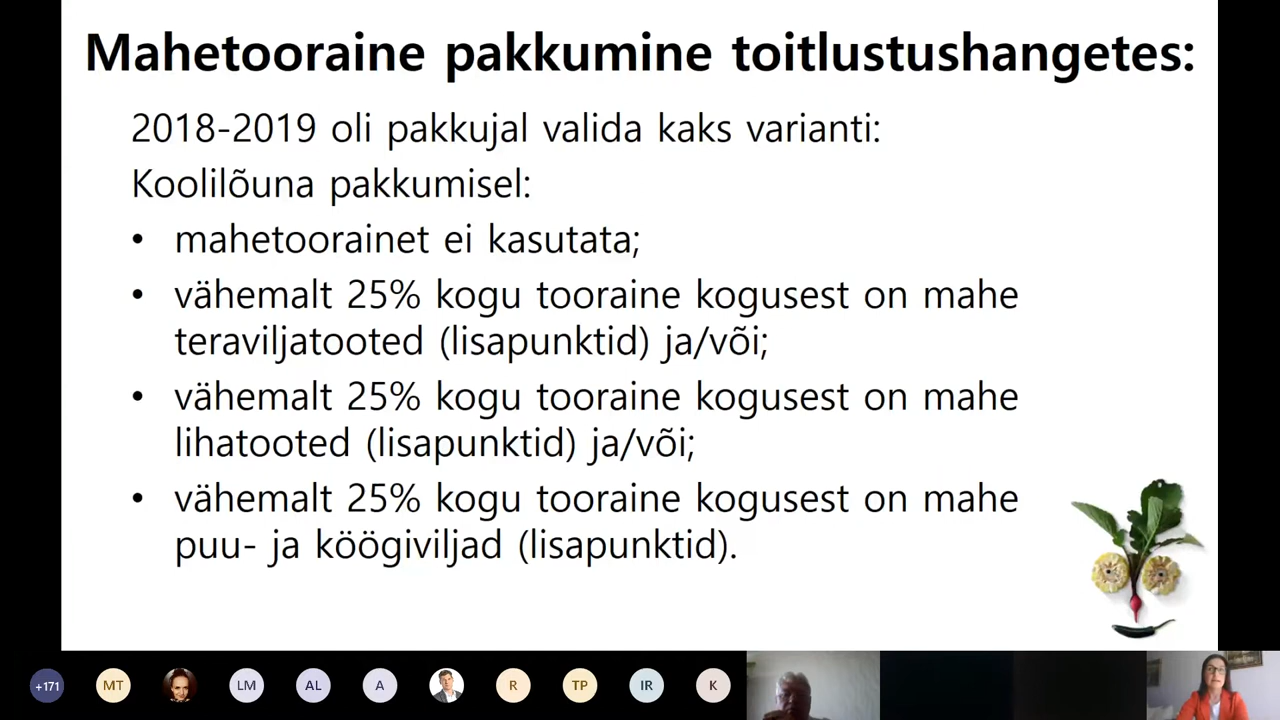 Mahetooraine pakkumine toitlustushangetes:
2018-2019 oli pakkujal valida kaks varianti:
Koolilõuna pakkumisel:
• mahetoorainet ei kasutata;
• vähemalt 25% kogu tooraine kogusest on mahe
teraviljatooted (lisapunktid) ja/või;
• vähemalt 25% kogu tooraine kogusest on mahe
lihatooted (lisapunktid) ja/või;
• vähemalt 25% kogu tooraine kogusest on mahe
puu- ja köögiviljad (lisapunktid).
+171 MT LM AL A R TP IR K